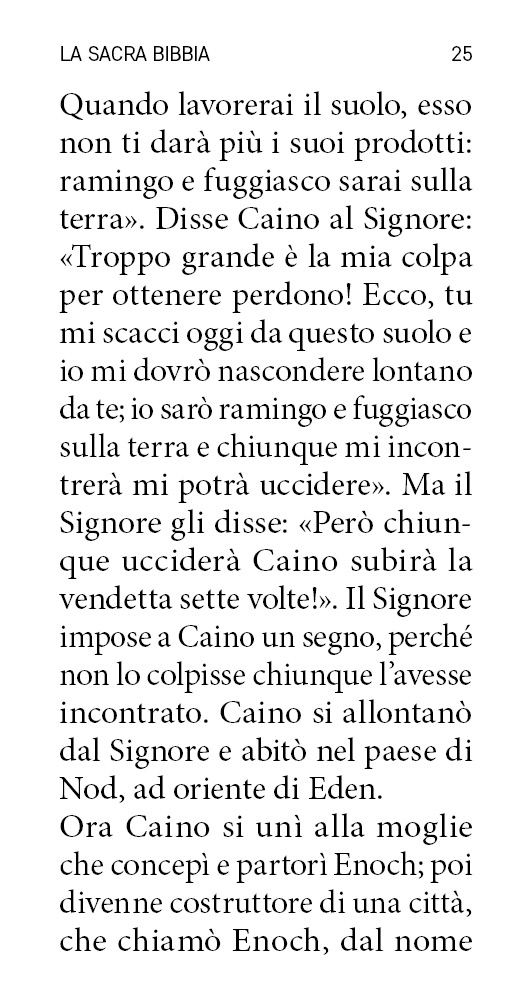 LA SACRA BIBBIA 25
Quando lavorerai il suolo, esso
non ti darà più i suoi prodotti:
ramingo e fuggiasco sarai sulla
terra». Disse Caino al Signore:
«Troppo grande è la mia colpa
per ottenere perdono! Ecco, tu
mi scacci oggi da questo suolo e
io mi dovrò nascondere lontano
da te; io sarò ramingo e fuggiasco
sulla terra e chiunque mi incon-
trerà mi potrà uccidere». Ma il
Signore gli disse: «Però chiun-
que ucciderà Caino subirà la
vendetta sette volte!». Il Signore
impose a Caino un segno, perché
non lo colpisse chiunque l’avesse
incontrato. Caino si allontanò
dal Signore e abitò nel paese di
Nod, ad oriente di Eden.
Ora Caino si unì alla moglie
che concepì e partorì Enoch; poi
divenne costruttore di una città,
che chiamò Enoch, dal nome